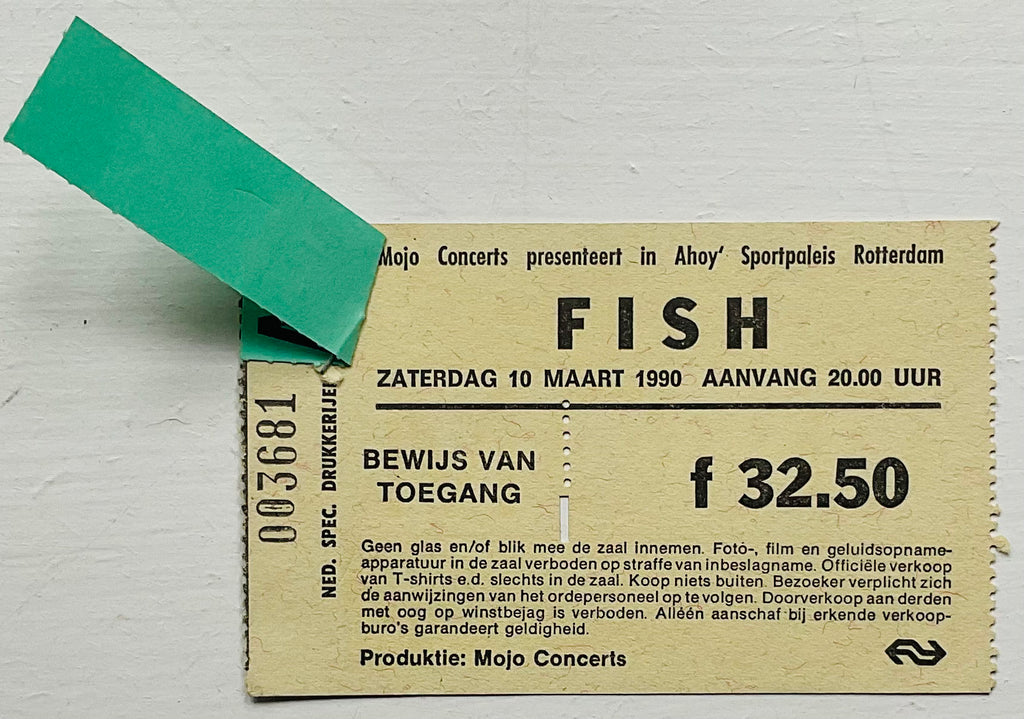 Mojo Concerts presenteert in Ahoy' Sportpaleis Rotterdam
FISH
ZATERDAG 10 MAART 1990 AANVANG 20.00 UUR
BEWIJS VAN
TOEGANG
f 32.50
Geen glas en/of blik mee de zaal innemen. Foto-, film en geluidsopname-
apparatuur in de zaal verboden op straffe van inbeslagname. Officiële verkoop
van T-shirts e.d. slechts in de zaal. Koop niets buiten. Bezoeker verplicht zich
de aanwijzingen van het ordepersoneel op te volgen. Doorverkoop aan derden
met oog op winstbejag is verboden. Alléén aanschaf bij erkende verkoop-
buro's garandeert geldigheid.
Produktie: Mojo Concerts
003681
NED. SPEC.